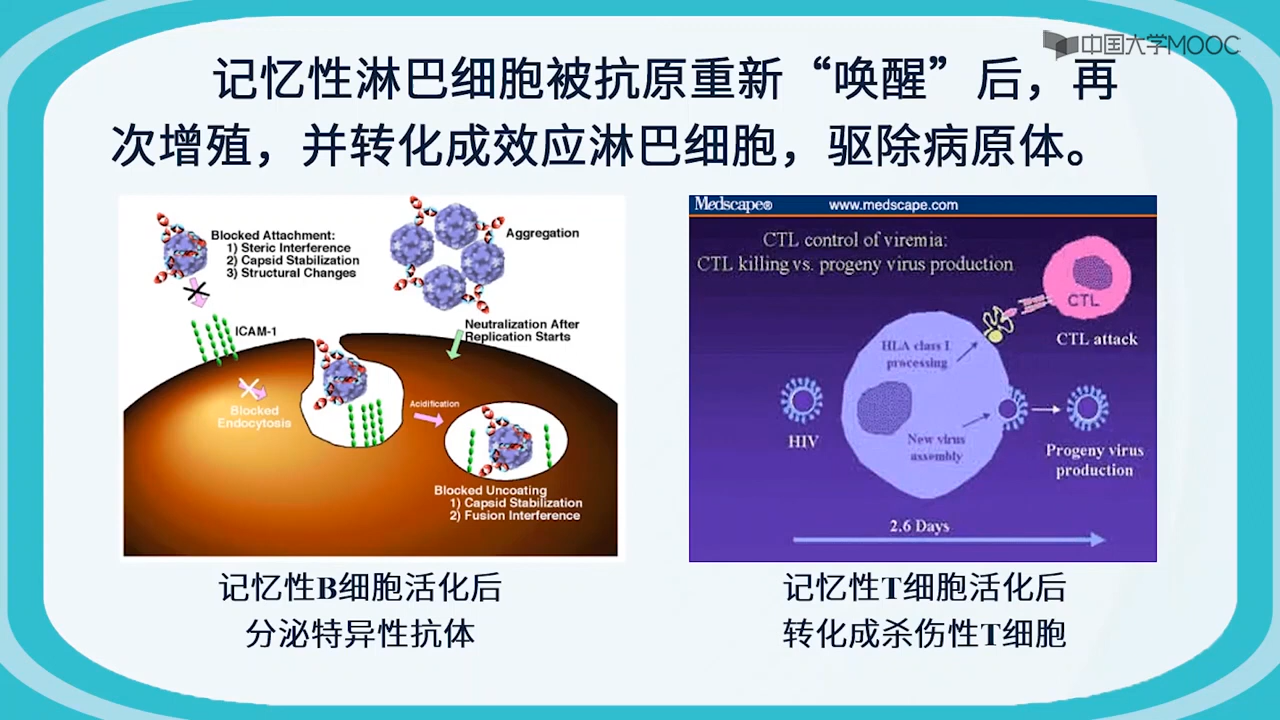 中国大学MOOC
记忆性淋巴细胞被抗原重新“唤醒”后，再
次增殖，并转化成效应淋巴细胞，驱除病原体。
Blocked Attachment:
1) Steric Interference
2) Capsid Stabilization
3) Structural Changes
Aggregation
ICAM-1
Neutralization After
Replication Starts
Blocked
Endocytosis
Acidification
Blocked Uncoating
1) Capsid Stabilization
2) Fusion Interference
记忆性B细胞活化后
分泌特异性抗体
Medscape® www.medscape.com
CTL control of viremia:
CTL killing vs. progeny virus production
CTL
CTL attack
HLA class I
processing
HIV
New virus
assembly
Progeny virus
production
2.6 Days
记忆性T细胞活化后
转化成杀伤性T细胞